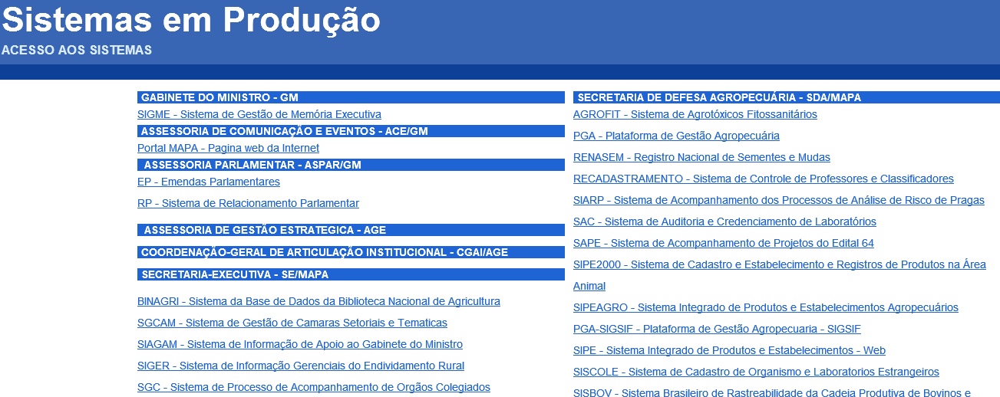 Sistemas em Produção
ACESSO AOS SISTEMAS
GABINETE DO MINISTRO - GM
SIGME - Sistema de Gestão de Memória Executiva
ASSESSORIA DE COMUNICAÇÃO E EVENTOS - ACE/GM
Portal MAPA - Pagina web da Internet
ASSESSORIA PARLAMENTAR - ASPAR/GM
EP - Emendas Parlamentares
RP - Sistema de Relacionamento Parlamentar
ASSESSORIA DE GESTÃO ESTRATEGICA - AGE
COORDENAÇÃO-GERAL DE ARTICULAÇÃO INSTITUCIONAL - CGAI/AGE
SECRETARIA-EXECUTIVA - SE/MAPA
BINAGRI - Sistema da Base de Dados da Biblioteca Nacional de Agricultura
SGCAM - Sistema de Gestão de Camaras Setoriais e Tematicas
SIAGAM - Sistema de Informação de Apoio ao Gabinete do Ministro
SIGER - Sistema de Informação Gerenciais do Endividamento Rural
SGC - Sistema de Processo de Acompanhamento de Orgãos Colegiados
SECRETARIA DE DEFESA AGROPECUÁRIA - SDA/MAPA
AGROFIT - Sistema de Agrotóxicos Fitossanitários
PGA - Plataforma de Gestão Agropecuária
RENASEM - Registro Nacional de Sementes e Mudas
RECADASTRAMENTO - Sistema de Controle de Professores e Classificadores
SIARP - Sistema de Acompanhamento dos Processos de Análise de Risco de Pragas
SAC - Sistema de Auditoria e Credenciamento de Laboratórios
SAPE - Sistema de Acompanhamento de Projetos do Edital 64
SIPE2000 - Sistema de Cadastro e Estabelecimento e Registros de Produtos na Área
Animal
SIPEAGRO - Sistema Integrado de Produtos e Estabelecimentos Agropecuários
PGA-SIGSIF - Plataforma de Gestão Agropecuaria - SIGSIF
SIPE - Sistema Integrado de Produtos e Estabelecimentos - Web
SISCOLE - Sistema de Cadastro de Organismo e Laboratorios Estrangeiros
SISBOV - Sistema Brasileiro de Rastreabilidade da Cadeia Produtiva de Bovinos e